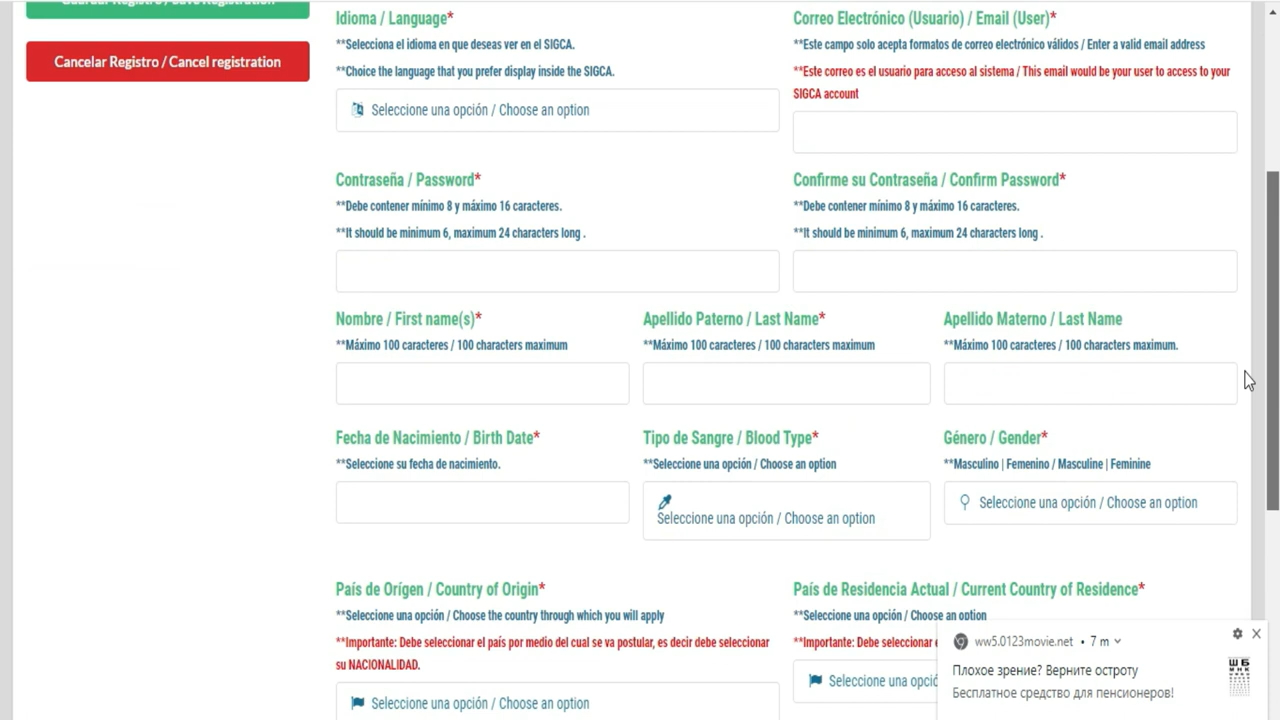 Guardar Registro / Save Registration
Cancelar Registro / Cancel registration
Idioma / Language*
**Selecciona el idioma en que deseas ver en el SIGCA.
**Choice the language that you prefer display inside the SIGCA.
Seleccione una opción / Choose an option
Correo Electrónico (Usuario) / Email (User)*
**Este campo solo acepta formatos de correo electrónico válidos / Enter a valid email address
**Este correo es el usuario para acceso al sistema / This email would be your user to access to your
SIGCA account
Contraseña / Password*
**Debe contener mínimo 8 y máximo 16 caracteres.
**It should be minimum 6, maximum 24 characters long .
Confirme su Contraseña / Confirm Password*
**Debe contener mínimo 8 y máximo 16 caracteres.
**It should be minimum 6, maximum 24 characters long .
Nombre / First name(s)*
**Máximo 100 caracteres / 100 characters maximum
Apellido Paterno / Last Name*
**Máximo 100 caracteres / 100 characters maximum
Apellido Materno / Last Name
**Máximo 100 caracteres / 100 characters maximum.
Fecha de Nacimiento / Birth Date*
**Seleccione su fecha de nacimiento.
Tipo de Sangre / Blood Type*
**Seleccione una opción / Choose an option
Seleccione una opción / Choose an option
Género / Gender*
**Masculino | Femenino / Masculine | Feminine
Seleccione una opción / Choose an option
País de Orígen / Country of Origin*
**Seleccione una opción / Choose the country through which you will apply
**Importante: Debe seleccionar el país por medio del cual se va postular, es decir debe seleccionar
su NACIONALIDAD.
Seleccione una opción / Choose an option
País de Residencia Actual / Current Country of Residence*
**Seleccione una opción / Choose an option
**Importante: Debe seleccionar
Seleccione una opció
ww5.0123movie.net • 7 m
Плохое зрение? Верните остроту
Бесплатное средство для пенсионеров!